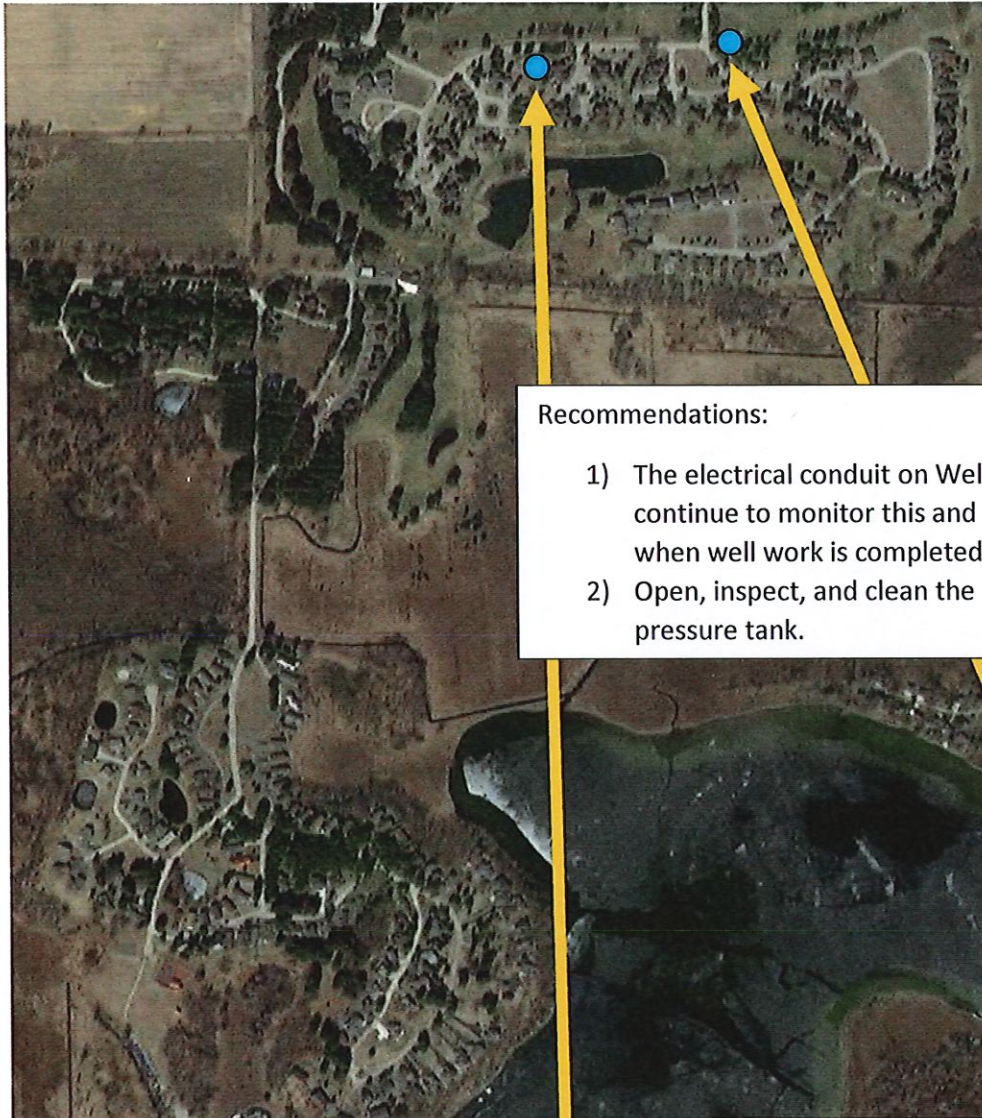 Recommendations:
1) The electrical conduit on
continue to monitor this and
when well work is completed
2) Open, inspect, and clean the
pressure tank.